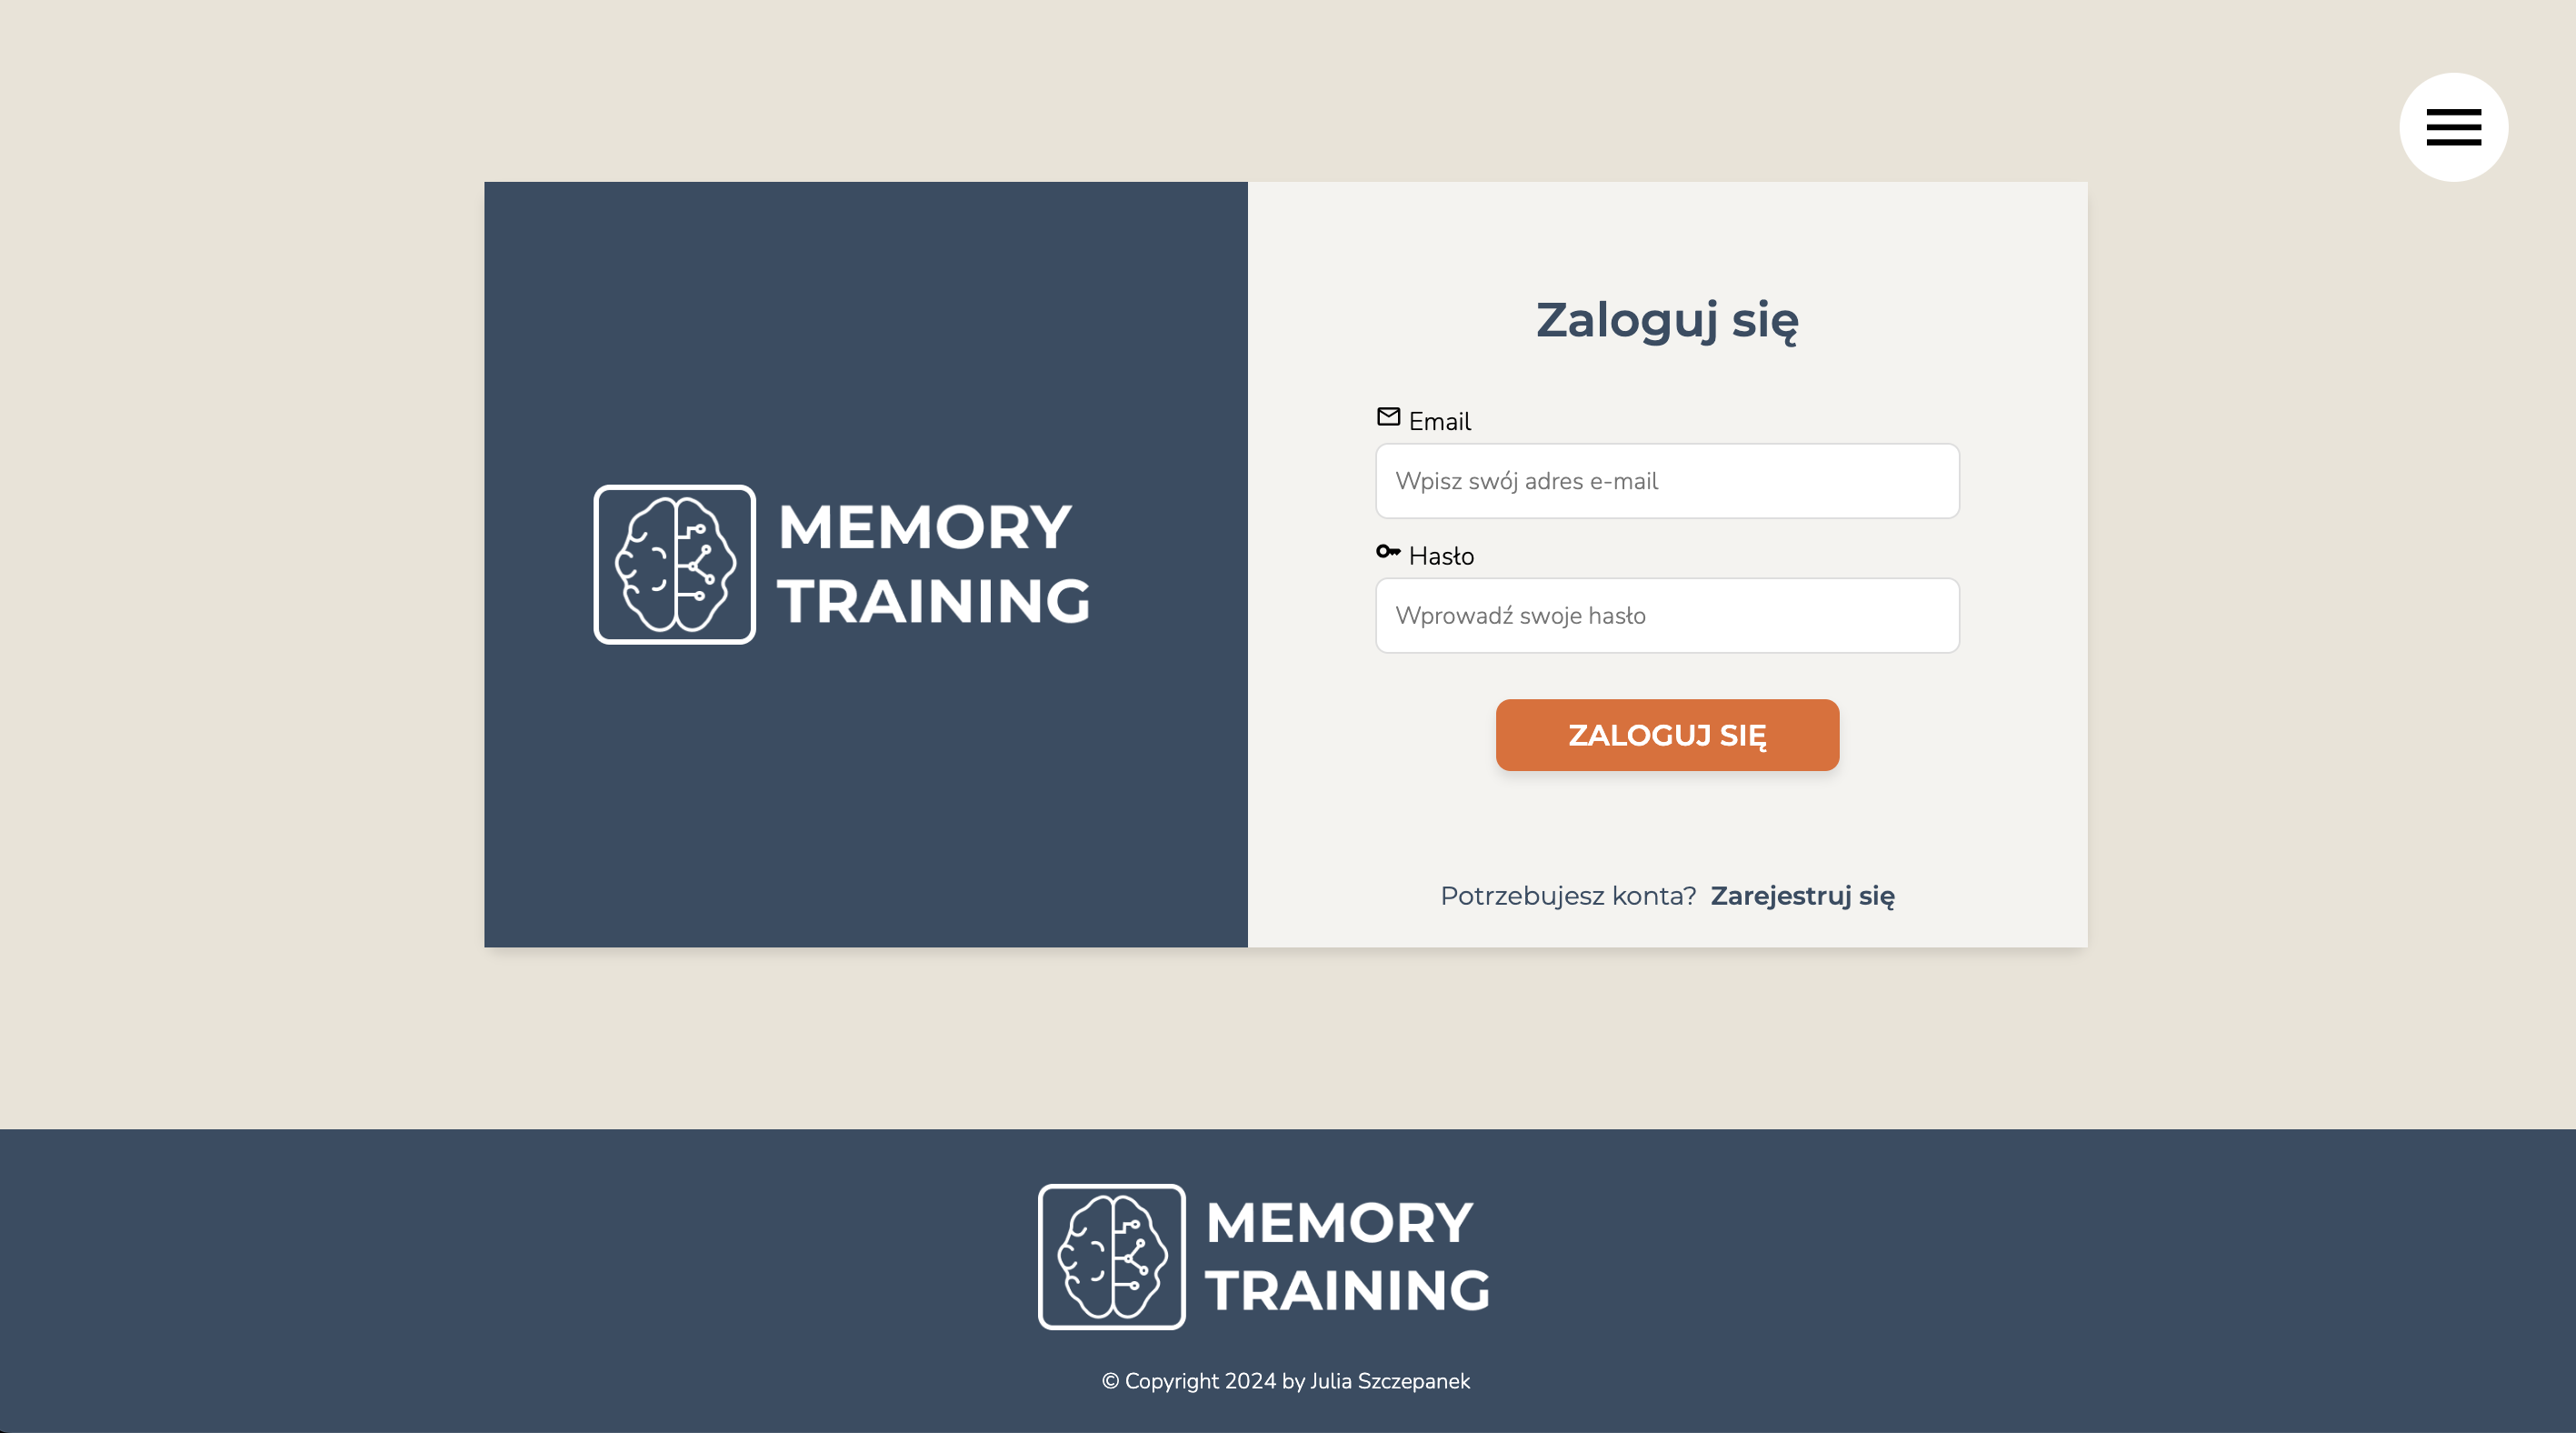 MEMORY
TRAINING
Zaloguj się
Email
Wpisz swój adres e-mail
Hasło
Wprowadź swoje hasło
ZALOGUJ SIĘ
Potrzebujesz konta? Zarejestruj się
MEMORY
TRAINING
© Copyright 2024 by Julia Szczepanek